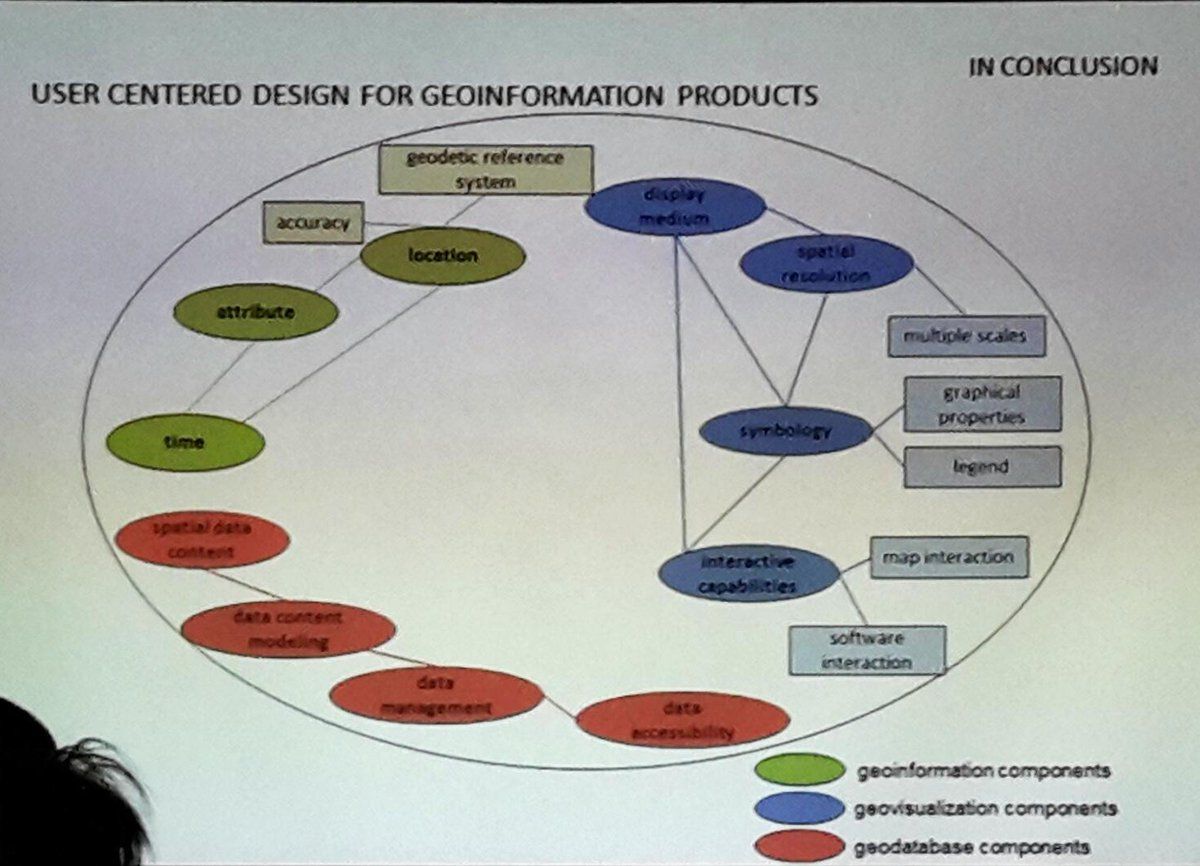 IN CONCLUSION
USER CENTERED DESIGN FOR GEOINFORMATION PRODUCTS
geodetic reference
system
display
medium
accuracy
location
spatial
resolution
attribute
multiple scales
graphical
properties
symbology
time
legend
spatial data
content
interactive
capabilities
map interaction
data content
modeling
software
interaction
data
management
data
accessibility
geoinformation components
geovisualization components
geodatabase components